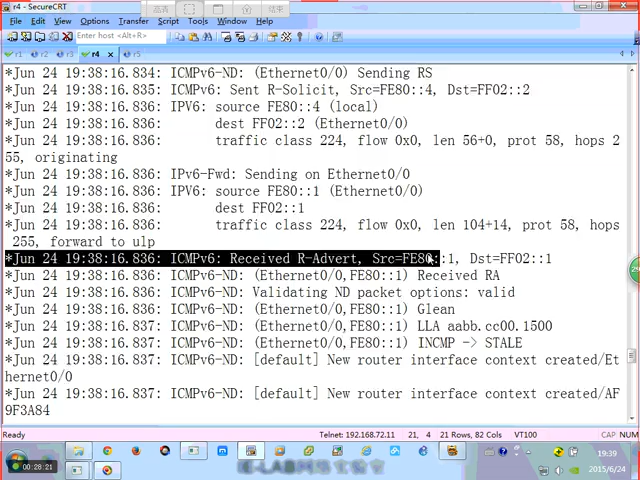 r4 - SecureCRT
高清
结束
File Edit View Options Transfer Script Tools Window Help
Enter host <Alt+R>
r1 r2 r3 r4 × r5
*Jun 24 19:38:16.834: ICMPv6-ND: (Ethernet0/0) Sending RS
*Jun 24 19:38:16.835: ICMPv6: Sent R-Solicit, Src=FE80::4, Dst=FF02::2
*Jun 24 19:38:16.836: IPV6: source FE80::4 (local)
*Jun 24 19:38:16.836:       dest FF02::2 (Ethernet0/0)
*Jun 24 19:38:16.836:       traffic class 224, flow 0x0, len 56+0, prot 58, hops 2
55, originating
*Jun 24 19:38:16.836: IPv6-Fwd: Sending on Ethernet0/0
*Jun 24 19:38:16.836: IPV6: source FE80::1 (Ethernet0/0)
*Jun 24 19:38:16.836:       dest FF02::1
*Jun 24 19:38:16.836:       traffic class 224, flow 0x0, len 104+14, prot 58, hops
255, forward to ulp
*Jun 24 19:38:16.836: ICMPv6: Received R-Advert, Src=FE80::1, Dst=FF02::1
*Jun 24 19:38:16.836: ICMPv6-ND: (Ethernet0/0,FE80::1) Received RA
*Jun 24 19:38:16.836: ICMPv6-ND: Validating ND packet options: valid
*Jun 24 19:38:16.836: ICMPv6-ND: (Ethernet0/0,FE80::1) Glean
*Jun 24 19:38:16.837: ICMPv6-ND: (Ethernet0/0,FE80::1) LLA aabb.cc00.1500
*Jun 24 19:38:16.837: ICMPv6-ND: (Ethernet0/0,FE80::1) INCMP -> STALE
*Jun 24 19:38:16.837: ICMPv6-ND: [default] New router interface context created/Et
hernet0/0
*Jun 24 19:38:16.837: ICMPv6-ND: [default] New router interface context created/AF
9F3A84
Ready Telnet: 192.168.72.11 21, 4 21 Rows, 82 Cols VT100 CAP NUM
19:39
00:28:21
2015/6/24